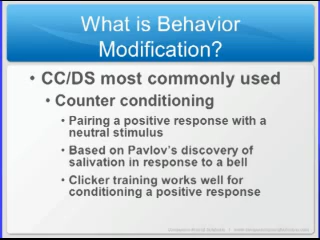 What is Behavior
Modification?
• CC/DS most commonly used
• Counter conditioning
• Pairing a positive response with a
neutral stimulus
• Based on Pavlov's discovery of
salivation in response to a bell
• Clicker training works well for
conditioning a positive response